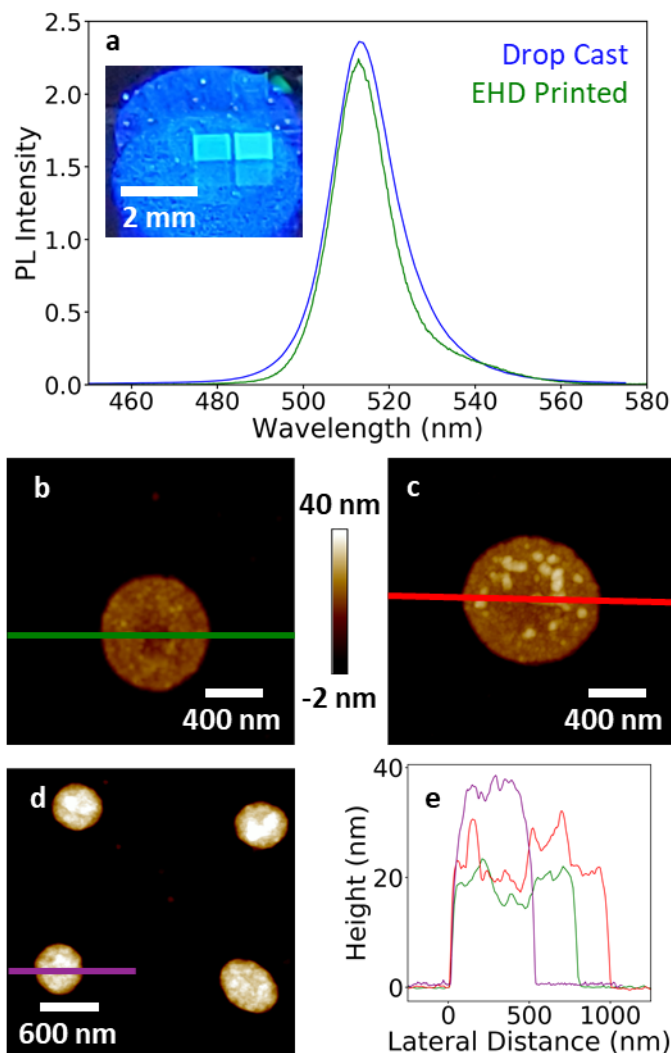 a
Drop Cast
EHD Printed
2 mm
PL Intensity
0.0
0.5
1.0
1.5
2.0
2.5
460
480
500
520
540
560
580
Wavelength (nm)
b
400 nm
40 nm
-2 nm
c
400 nm
d
600 nm
e
Height (nm)
40
20
0
0
500
1000
Lateral Distance (nm)